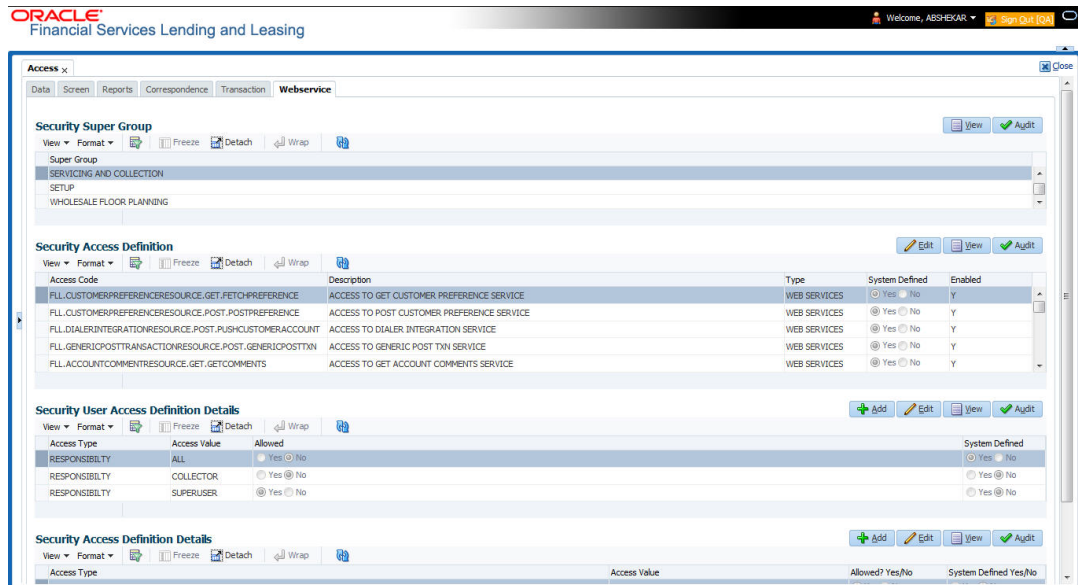 ORACLE
Welcome, ABSHEKAR Sign Out [QA]
Financial Services Lending and Leasing
Access x Close
Data Screen Reports Correspondence Transaction Webservice
Security Super Group View Audit
View Format Freeze Detach Wrap
Super Group
SERVICING AND COLLECTION
SETUP
WHOLESALE FLOOR PLANNING
Security Access Definition Edit View Audit
View Format Freeze Detach Wrap
Access Code Description Type System Defined Enabled
FLL.CUSTOMERPREFERENCERESOURCE.GET.FETCHPREFERENCE ACCESS TO GET CUSTOMER PREFERENCE SERVICE WEB SERVICES Yes No Y
FLL.CUSTOMERPREFERENCERESOURCE.POST.POSTPREFERENCE ACCESS TO POST CUSTOMER PREFERENCE SERVICE WEB SERVICES Yes No Y
FLL.DIALERINTEGRATIONRESOURCE.POST.PUSHCUSTOMERACCOUNT ACCESS TO DIALER INTEGRATION SERVICE WEB SERVICES Yes No Y
FLL.GENERICPOSTTRANSACTIONRESOURCE.POST.GENERICPOSTTXN ACCESS TO GENERIC POST TXN SERVICE WEB SERVICES Yes No Y
FLL.ACCOUNTCOMMENTRESOURCE.GET.GETCOMMENTS ACCESS TO GET ACCOUNT COMMENTS SERVICE WEB SERVICES Yes No Y
Security User Access Definition Details Add Edit View Audit
View Format Freeze Detach Wrap
Access Type Access Value Allowed System Defined
RESPONSIBILTY ALL Yes No Yes No
RESPONSIBILTY COLLECTOR Yes No Yes No
RESPONSIBILTY SUPERUSER Yes No Yes No
Security Access Definition Details Add Edit View Audit
View Format Freeze Detach Wrap
Access Type Access Value Allowed? Yes/No System Defined Yes/No